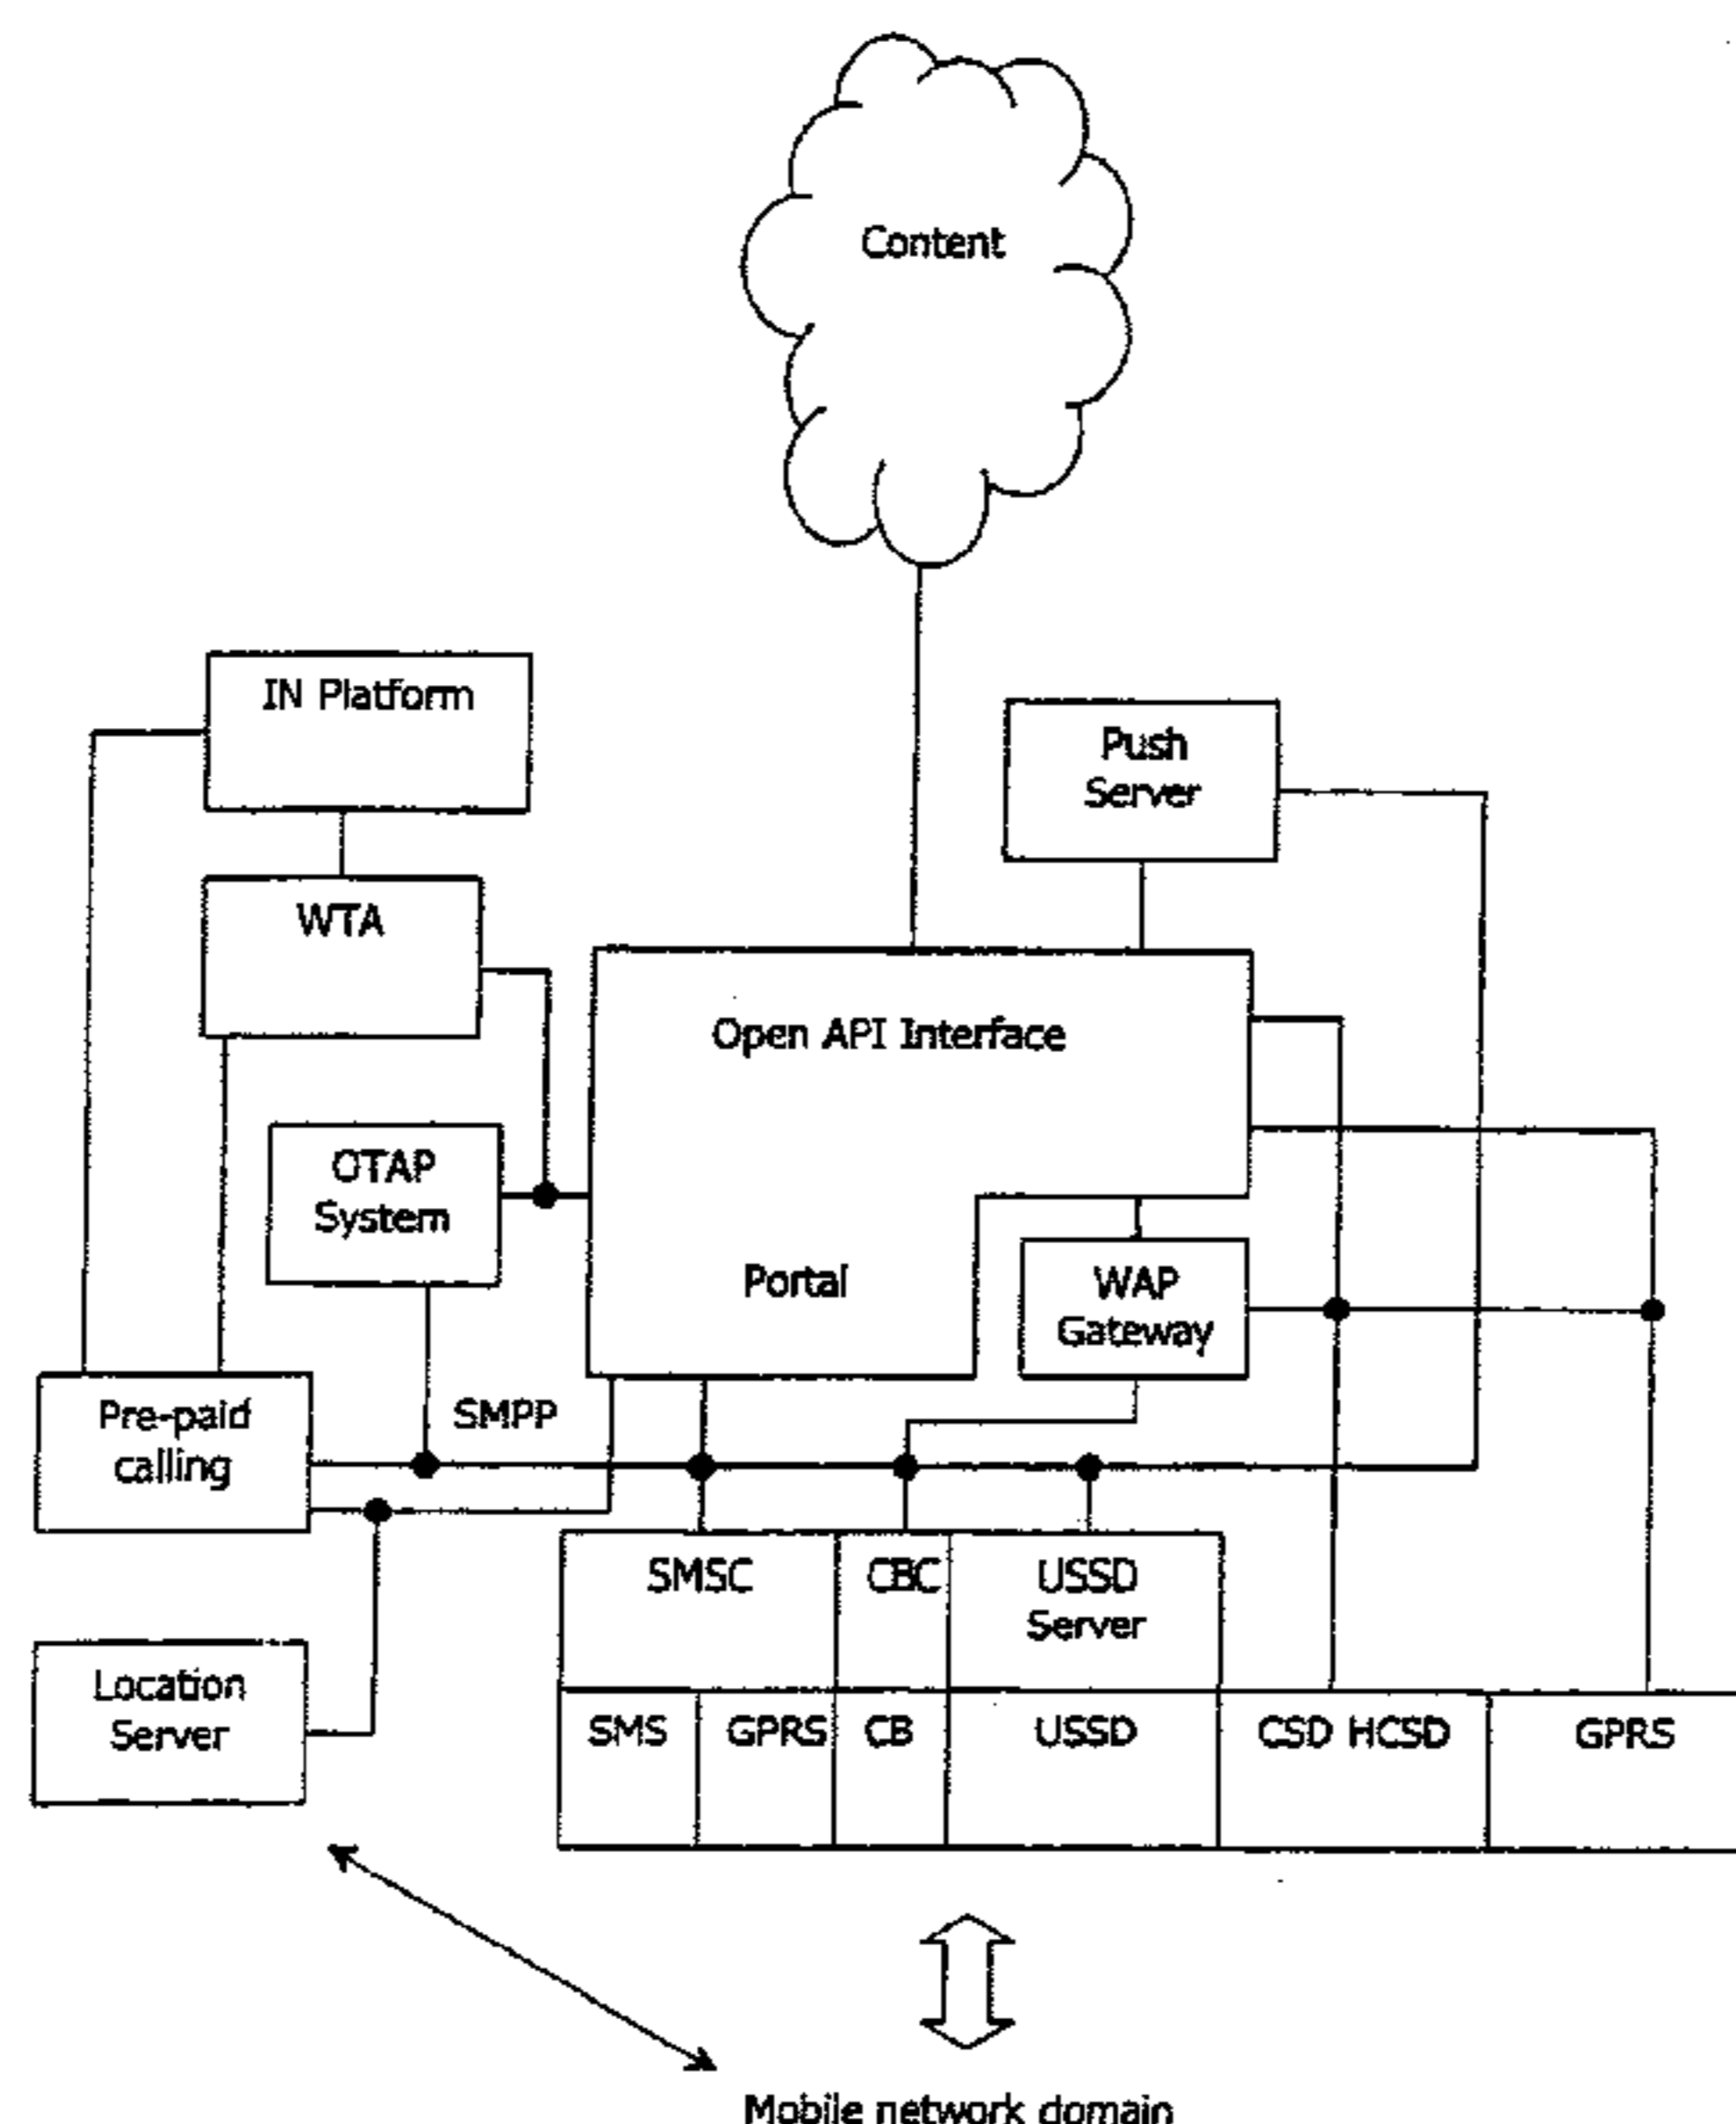 Content
IN Platform
Push
Server
WTA
Open API Interface
OTAP
System
Portal
WAP
Gateway
Pre-paid
calling
SMPP
SMSC
CBC
USSD
Server
Location
Server
SMS
GPRS
CB
USSD
CSD HCSD
GPRS
Mobile network domain